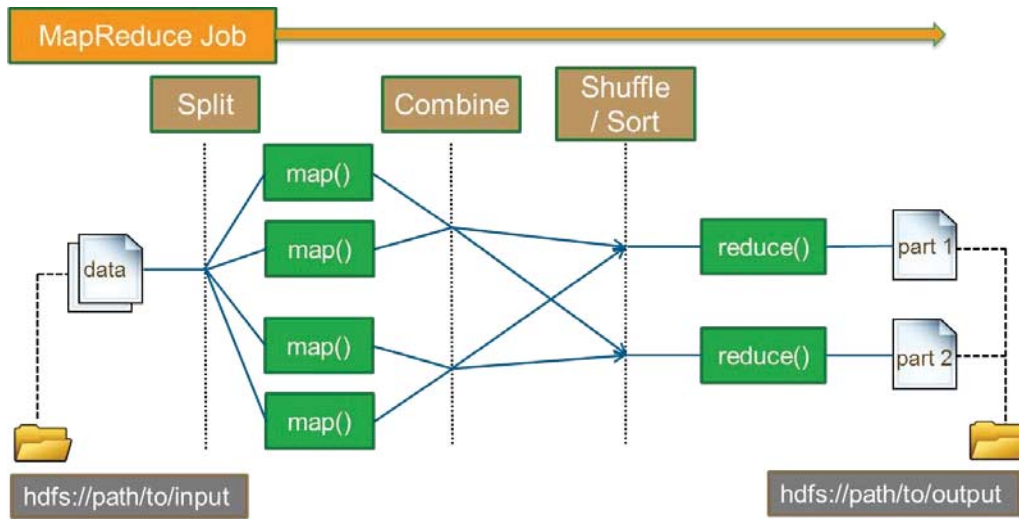 MapReduce Job
Split
Combine
Shuffle
/ Sort
map()
map()
map()
map()
data
reduce()
reduce()
part 1
part 2
hdfs://path/to/input
hdfs://path/to/output